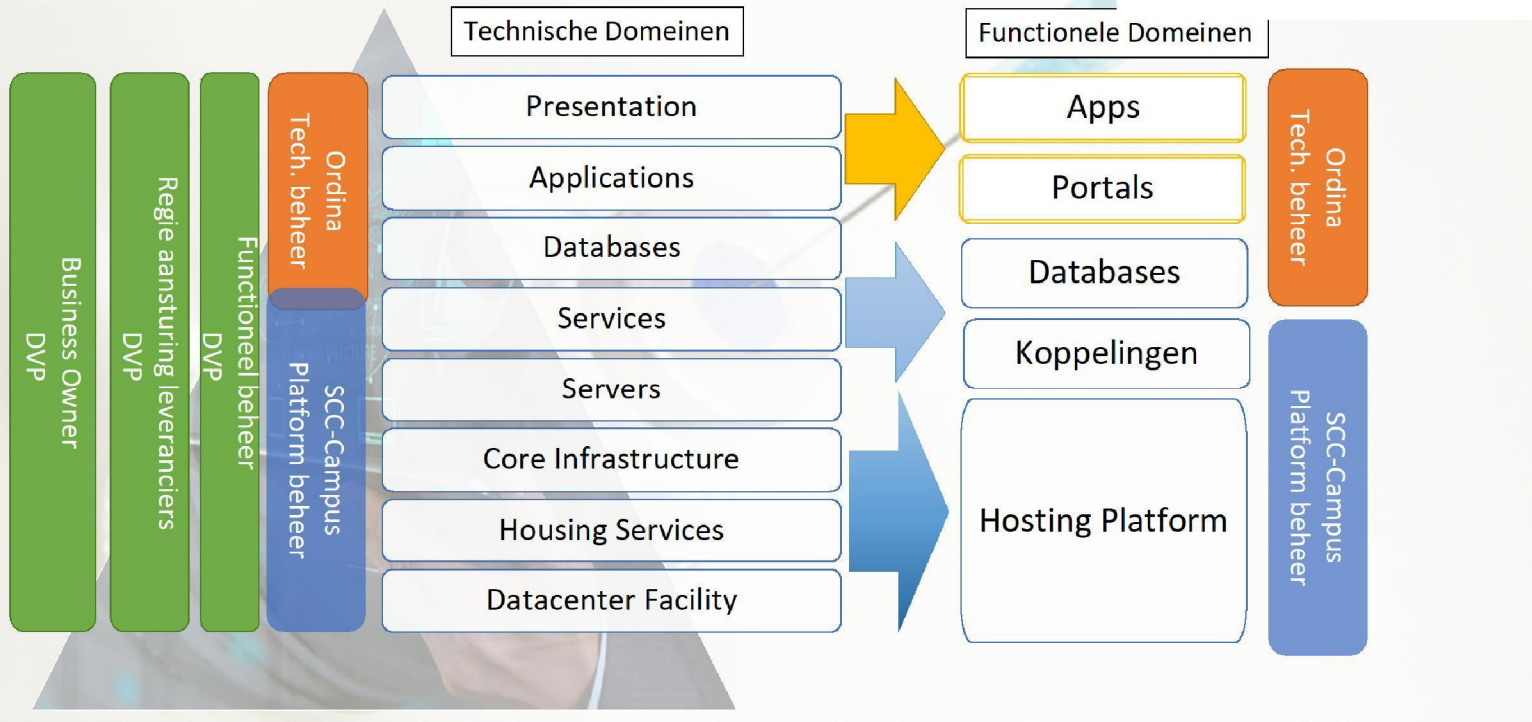 Technische Domeinen
Functionele Domeinen
Business Owner
DVP
Regie aansturing leveranciers
DVP
Functioneel beheer
DVP
Ordina
Tech. beheer
SCC-Campus
Platform beheer
Presentation
Applications
Databases
Services
Servers
Core Infrastructure
Housing Services
Datacenter Facility
Apps
Portals
Databases
Koppelingen
Hosting Platform
Ordina
Tech. beheer
SCC-Campus
Platform beheer